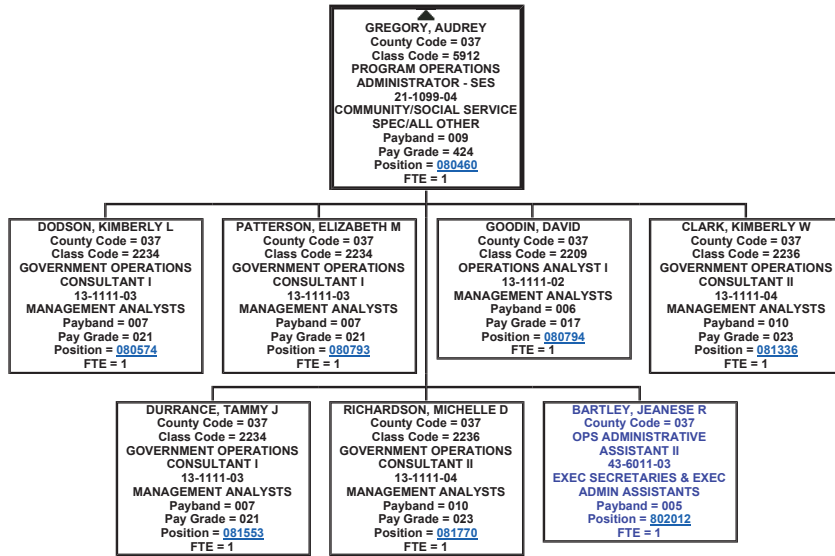 GREGORY, AUDREY
County Code = 037
Class Code = 5912
PROGRAM OPERATIONS
ADMINISTRATOR - SES
21-1099-04
COMMUNITY/SOCIAL SERVICE
SPEC/ALL OTHER
Payband = 009
Pay Grade = 424
Position = 080460
FTE = 1
DODSON, KIMBERLY L
County Code = 037
Class Code = 2234
GOVERNMENT OPERATIONS
CONSULTANT I
13-1111-03
MANAGEMENT ANALYSTS
Payband = 007
Pay Grade = 021
Position = 080574
FTE = 1
PATTERSON, ELIZABETH M
County Code = 037
Class Code = 2234
GOVERNMENT OPERATIONS
CONSULTANT I
13-1111-03
MANAGEMENT ANALYSTS
Payband = 007
Pay Grade = 021
Position = 080793
FTE = 1
GOODIN, DAVID
County Code = 037
Class Code = 2209
OPERATIONS ANALYST I
13-1111-02
MANAGEMENT ANALYSTS
Payband = 006
Pay Grade = 017
Position = 080794
FTE = 1
CLARK, KIMBERLY W
County Code = 037
Class Code = 2236
GOVERNMENT OPERATIONS
CONSULTANT II
13-1111-04
MANAGEMENT ANALYSTS
Payband = 010
Pay Grade = 023
Position = 081336
FTE = 1
DURRANCE, TAMMY J
County Code = 037
Class Code = 2234
GOVERNMENT OPERATIONS
CONSULTANT I
13-1111-03
MANAGEMENT ANALYSTS
Payband = 007
Pay Grade = 021
Position = 081553
FTE = 1
RICHARDSON, MICHELLE D
County Code = 037
Class Code = 2236
GOVERNMENT OPERATIONS
CONSULTANT II
13-1111-04
MANAGEMENT ANALYSTS
Payband = 010
Pay Grade = 023
Position = 081770
FTE = 1
BARTLEY, JEANESE R
County Code = 037
OPS ADMINISTRATIVE
ASSISTANT II
43-6011-03
EXEC SECRETARIES & EXEC
ADMIN ASSISTANTS
Payband = 005
Position = 802012
FTE = 1